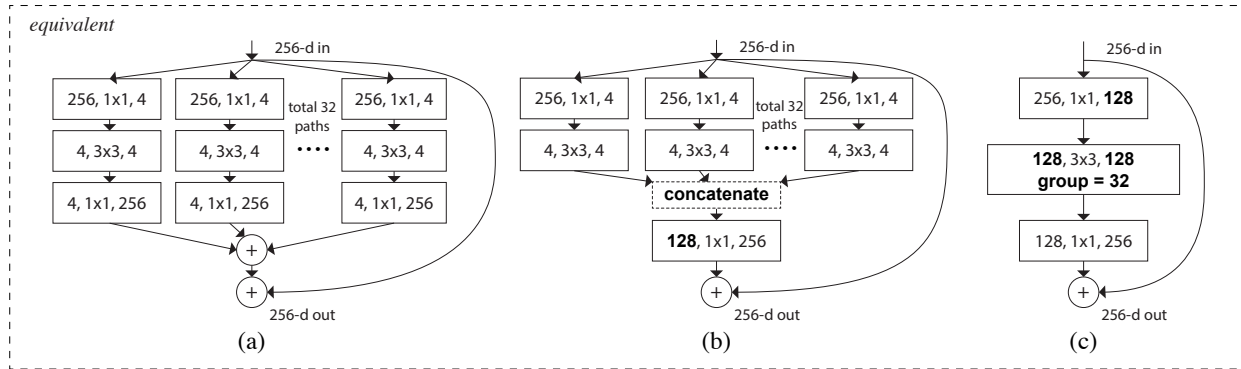 equivalent
256-d in
256, 1x1, 4
256, 1x1, 4
256, 1x1, 4
total 32
paths
4, 3x3, 4
4, 3x3, 4
....
4, 3x3, 4
4, 1x1, 256
4, 1x1, 256
4, 1x1, 256
+
+
256-d out
(a)
256-d in
256, 1x1, 4
256, 1x1, 4
256, 1x1, 4
total 32
paths
4, 3x3, 4
4, 3x3, 4
....
4, 3x3, 4
concatenate
128, 1x1, 256
+
256-d out
(b)
256-d in
256, 1x1, 128
128, 3x3, 128
group = 32
128, 1x1, 256
+
256-d out
(c)